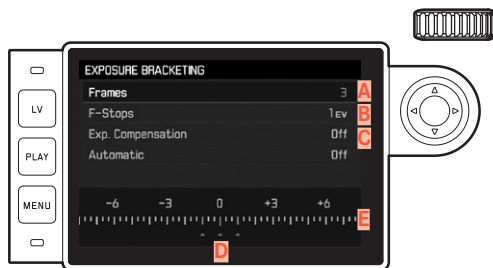 EXPOSURE BRACKETING
Frames 3 A
F-Stops 1EV B
Exp. Compensation Off C
Automatic Off
-6 -3 0 +3 +6
E
D
LV
PLAY
MENU